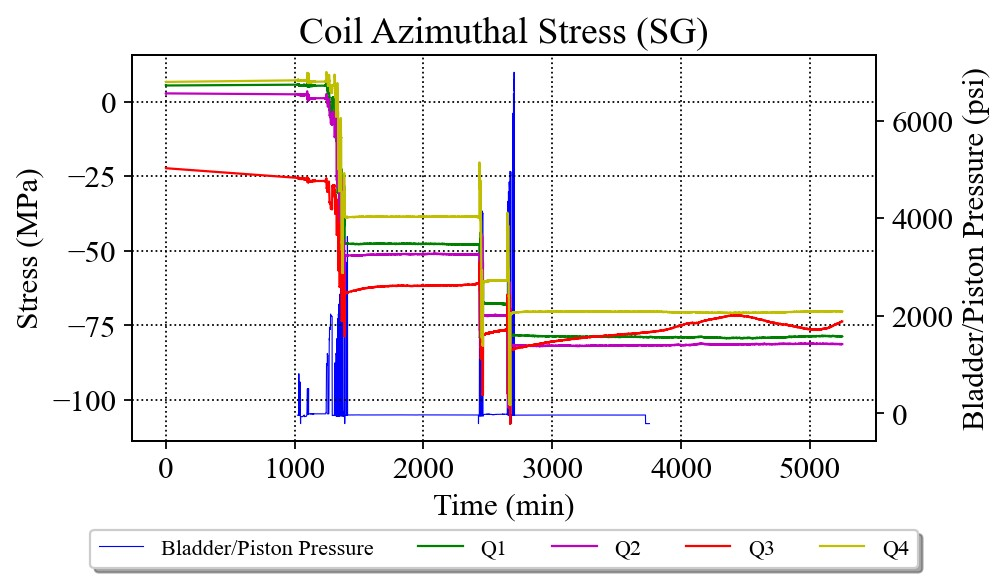 Coil Azimuthal Stress (SG)
Stress (MPa)
0
−25
−50
−75
−100
6000
4000
2000
0
Bladder/Piston Pressure (psi)
0 1000 2000 3000 4000 5000
Time (min)
Bladder/Piston Pressure Q1 Q2 Q3 Q4